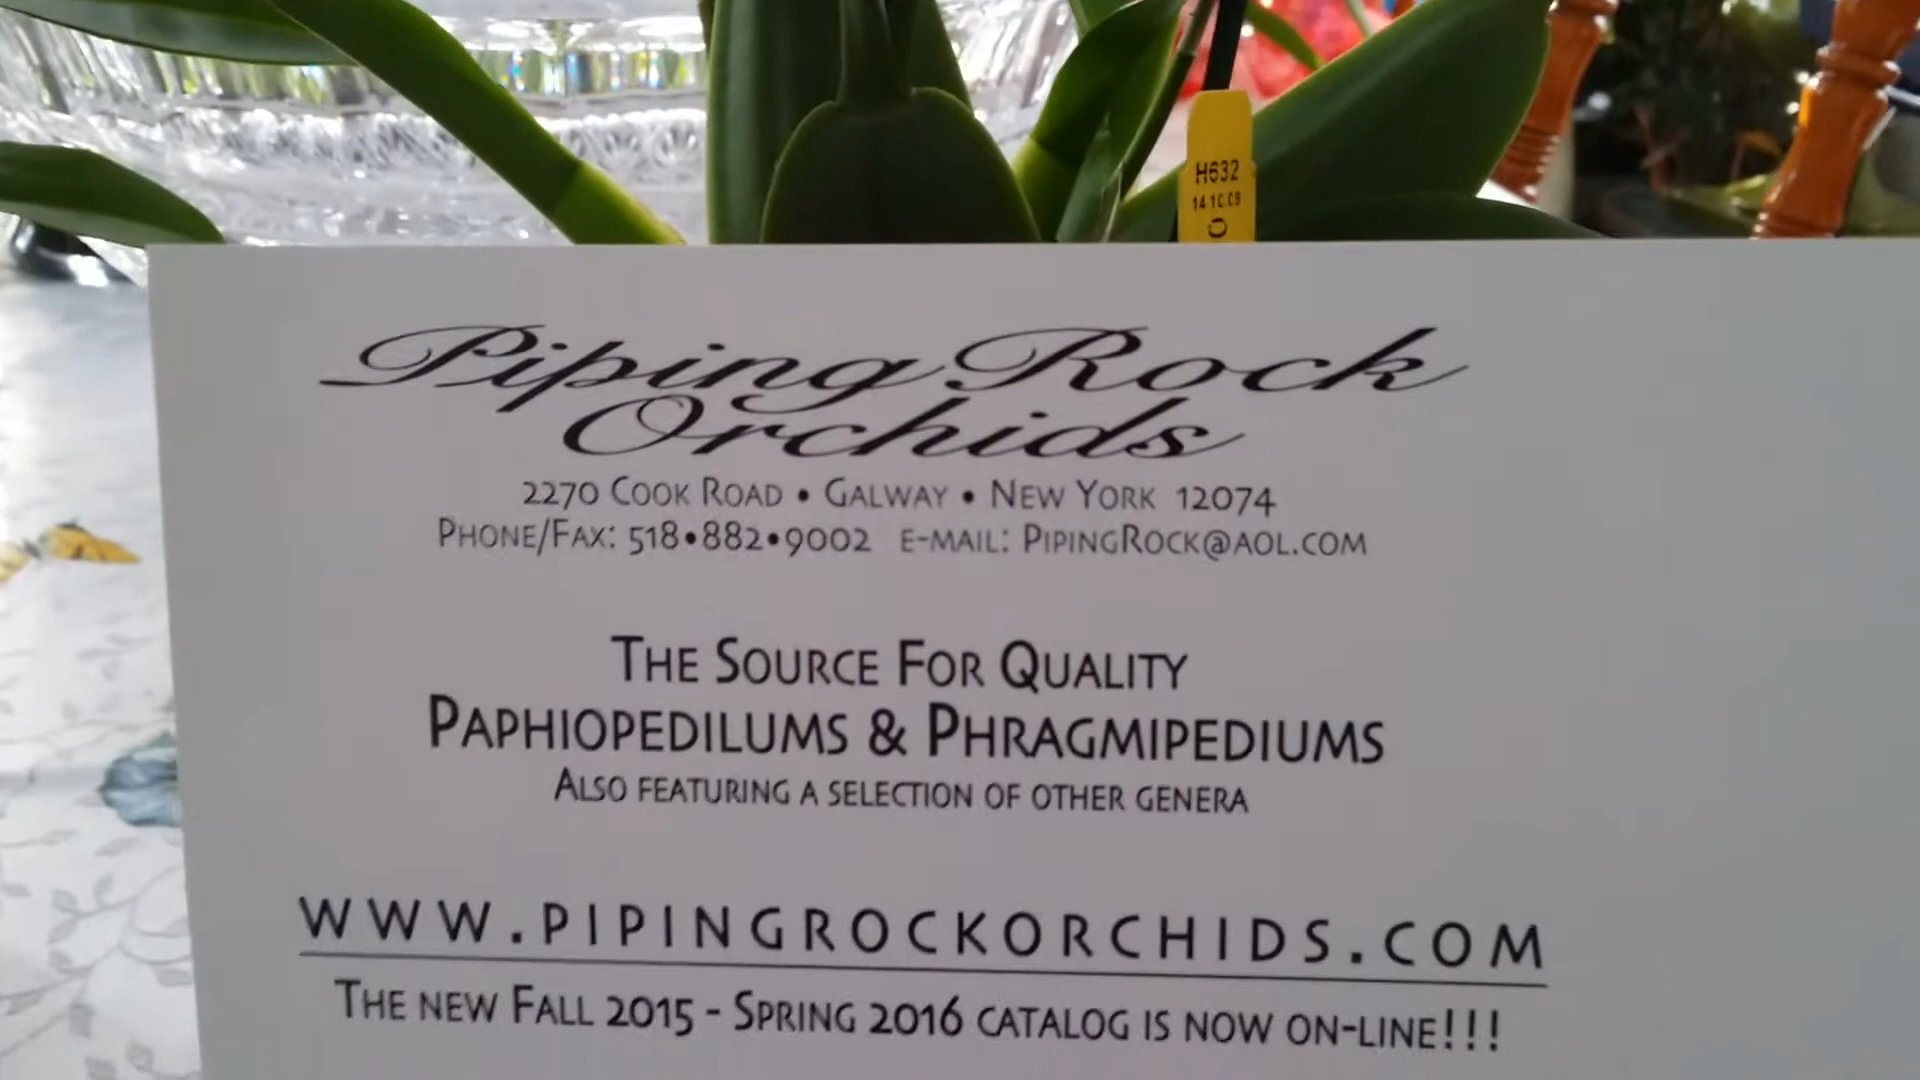 H632
14 10 09
O
Piping Rock
Orchids
2270 Cook Road • Galway • New York 12074
Phone/Fax: 518•882•9002 e-mail: PipingRock@aol.com
The Source For Quality
Paphiopedilums & Phragmipediums
Also featuring a selection of other genera
www.pipingrockorchids.com
The new Fall 2015 - Spring 2016 catalog is now on-line!!!